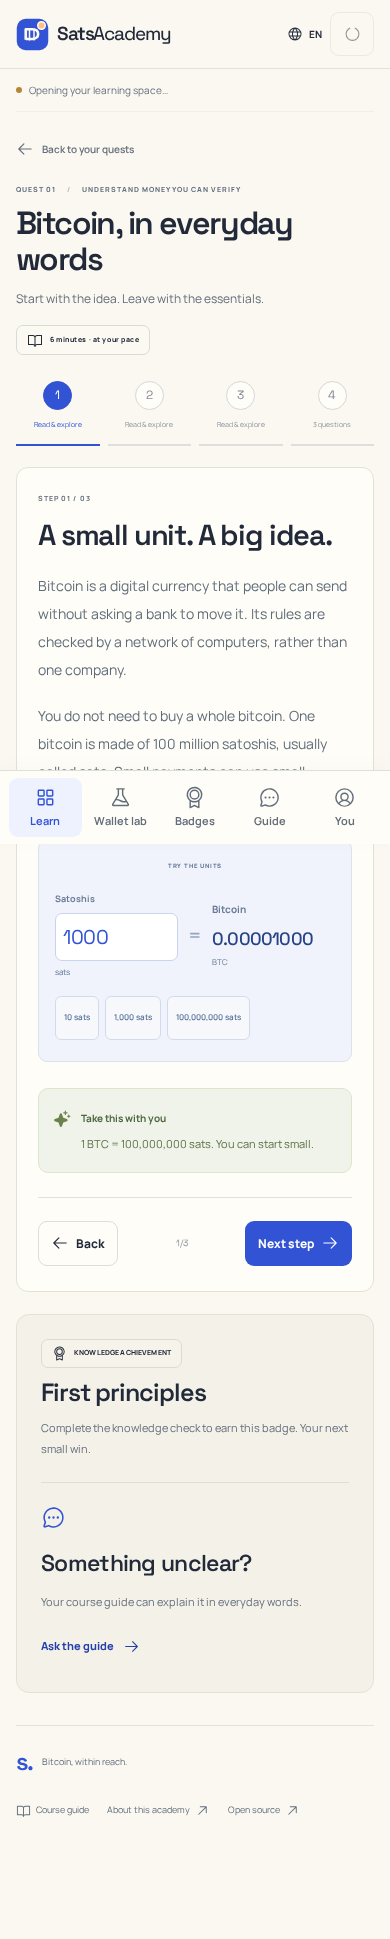 SatsAcademy
EN
Opening your learning space…
Back to your quests
QUEST 01 / UNDERSTAND MONEY YOU CAN VERIFY
Bitcoin, in everyday
words
Start with the idea. Leave with the essentials.
6 minutes · at your pace
1 2 3 4
Read & explore Read & explore Read & explore 3 questions
STEP 01 / 03
A small unit. A big idea.
Bitcoin is a digital currency that people can send
without asking a bank to move it. Its rules are
checked by a network of computers, rather than
one company.
You do not need to buy a whole bitcoin. One
bitcoin is made of 100 million satoshis, usually
called sats. Small payments can use small
Learn Wallet lab Badges Guide You
TRY THE UNITS
Satoshis
1000
sats
=
Bitcoin
0.00001000
BTC
10 sats 1,000 sats 100,000,000 sats
Take this with you
1 BTC = 100,000,000 sats. You can start small.
Back 1/3 Next step
KNOWLEDGE ACHIEVEMENT
First principles
Complete the knowledge check to earn this badge. Your next
small win.
Something unclear?
Your course guide can explain it in everyday words.
Ask the guide
s. Bitcoin, within reach.
Course guide About this academy Open source